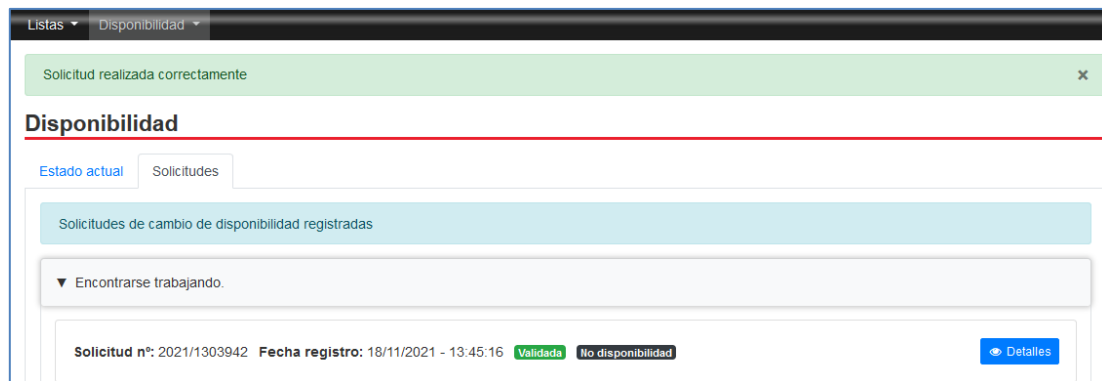 Listas Disponibilidad
Solicitud realizada correctamente ×
Disponibilidad
Estado actual Solicitudes
Solicitudes de cambio de disponibilidad registradas
▼ Encontrarse trabajando.
Solicitud nº: 2021/1303942 Fecha registro: 18/11/2021 - 13:45:16 Validada No disponibilidad Detalles